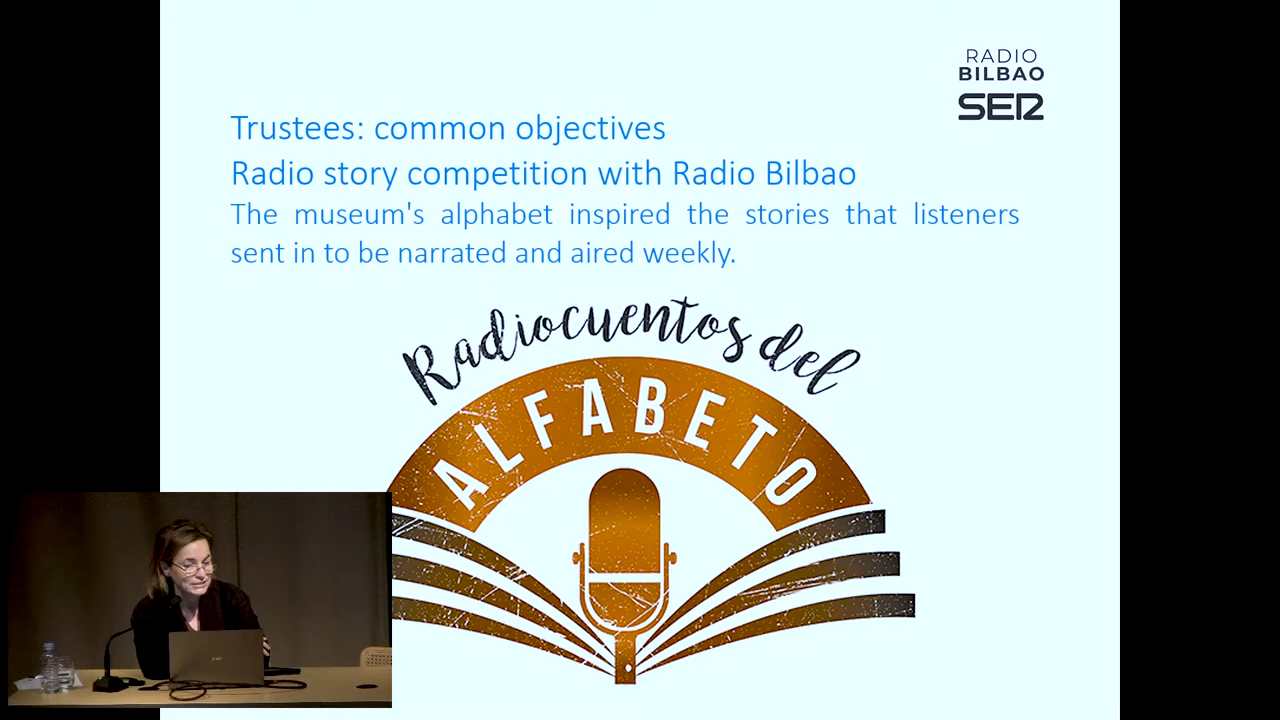 RADIO
BILBAO
SER
Trustees: common objectives
Radio story competition with Radio Bilbao
The museum's alphabet inspired the stories that listeners
sent in to be narrated and aired weekly.
Radiocuentos del
ALFABETO